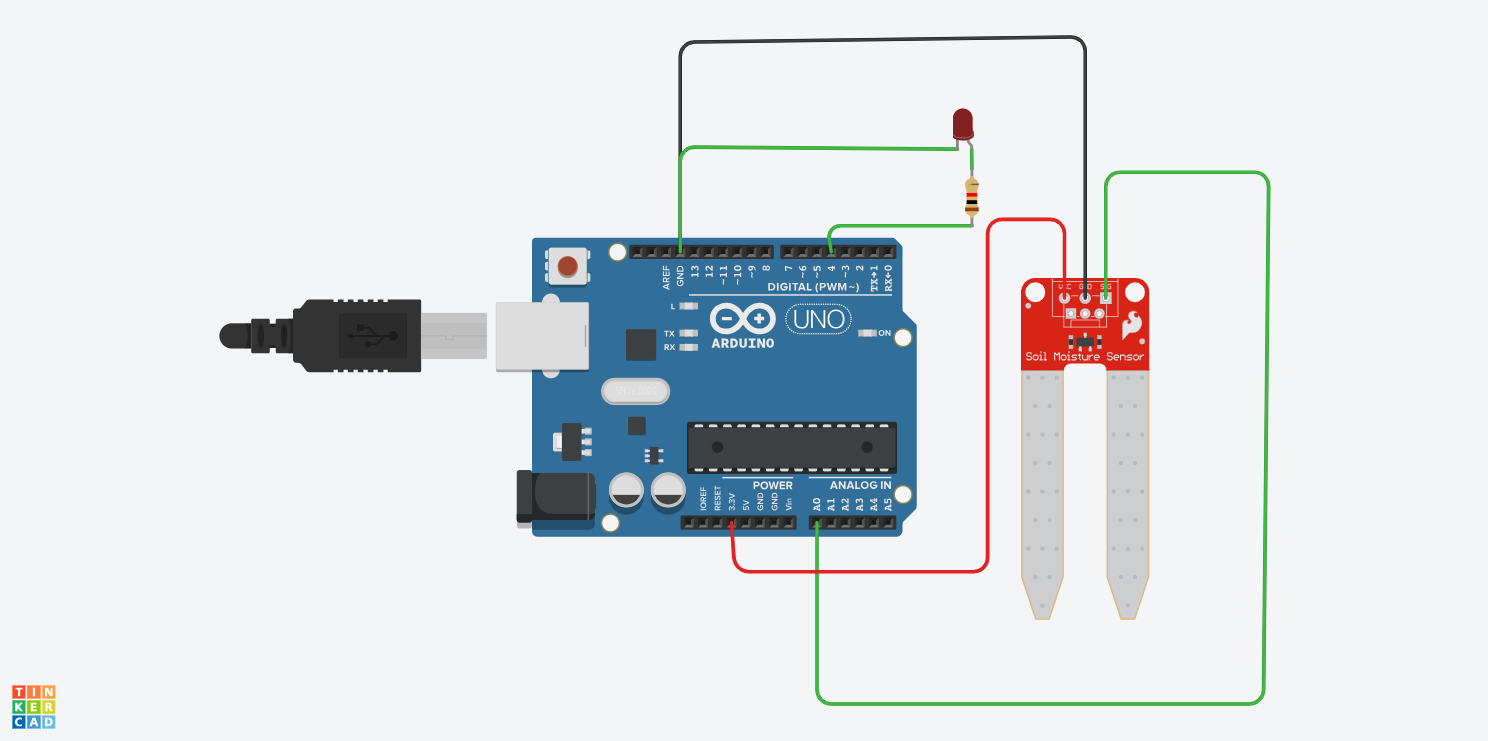 AREF
GND
13
12
~11
~10
~9
8
7
~6
~5
4
~3
2
TX→1
RX←0
DIGITAL (PWM~)
L
TX
RX
ARDUINO
UNO
ON
GND
Soil Moisture Sensor
POWER
ANALOG IN
IOREF
RESET
3.3V
5V
GND
GND
Vin
A0
A1
A2
A3
A4
A5
TIN
KER
CAD